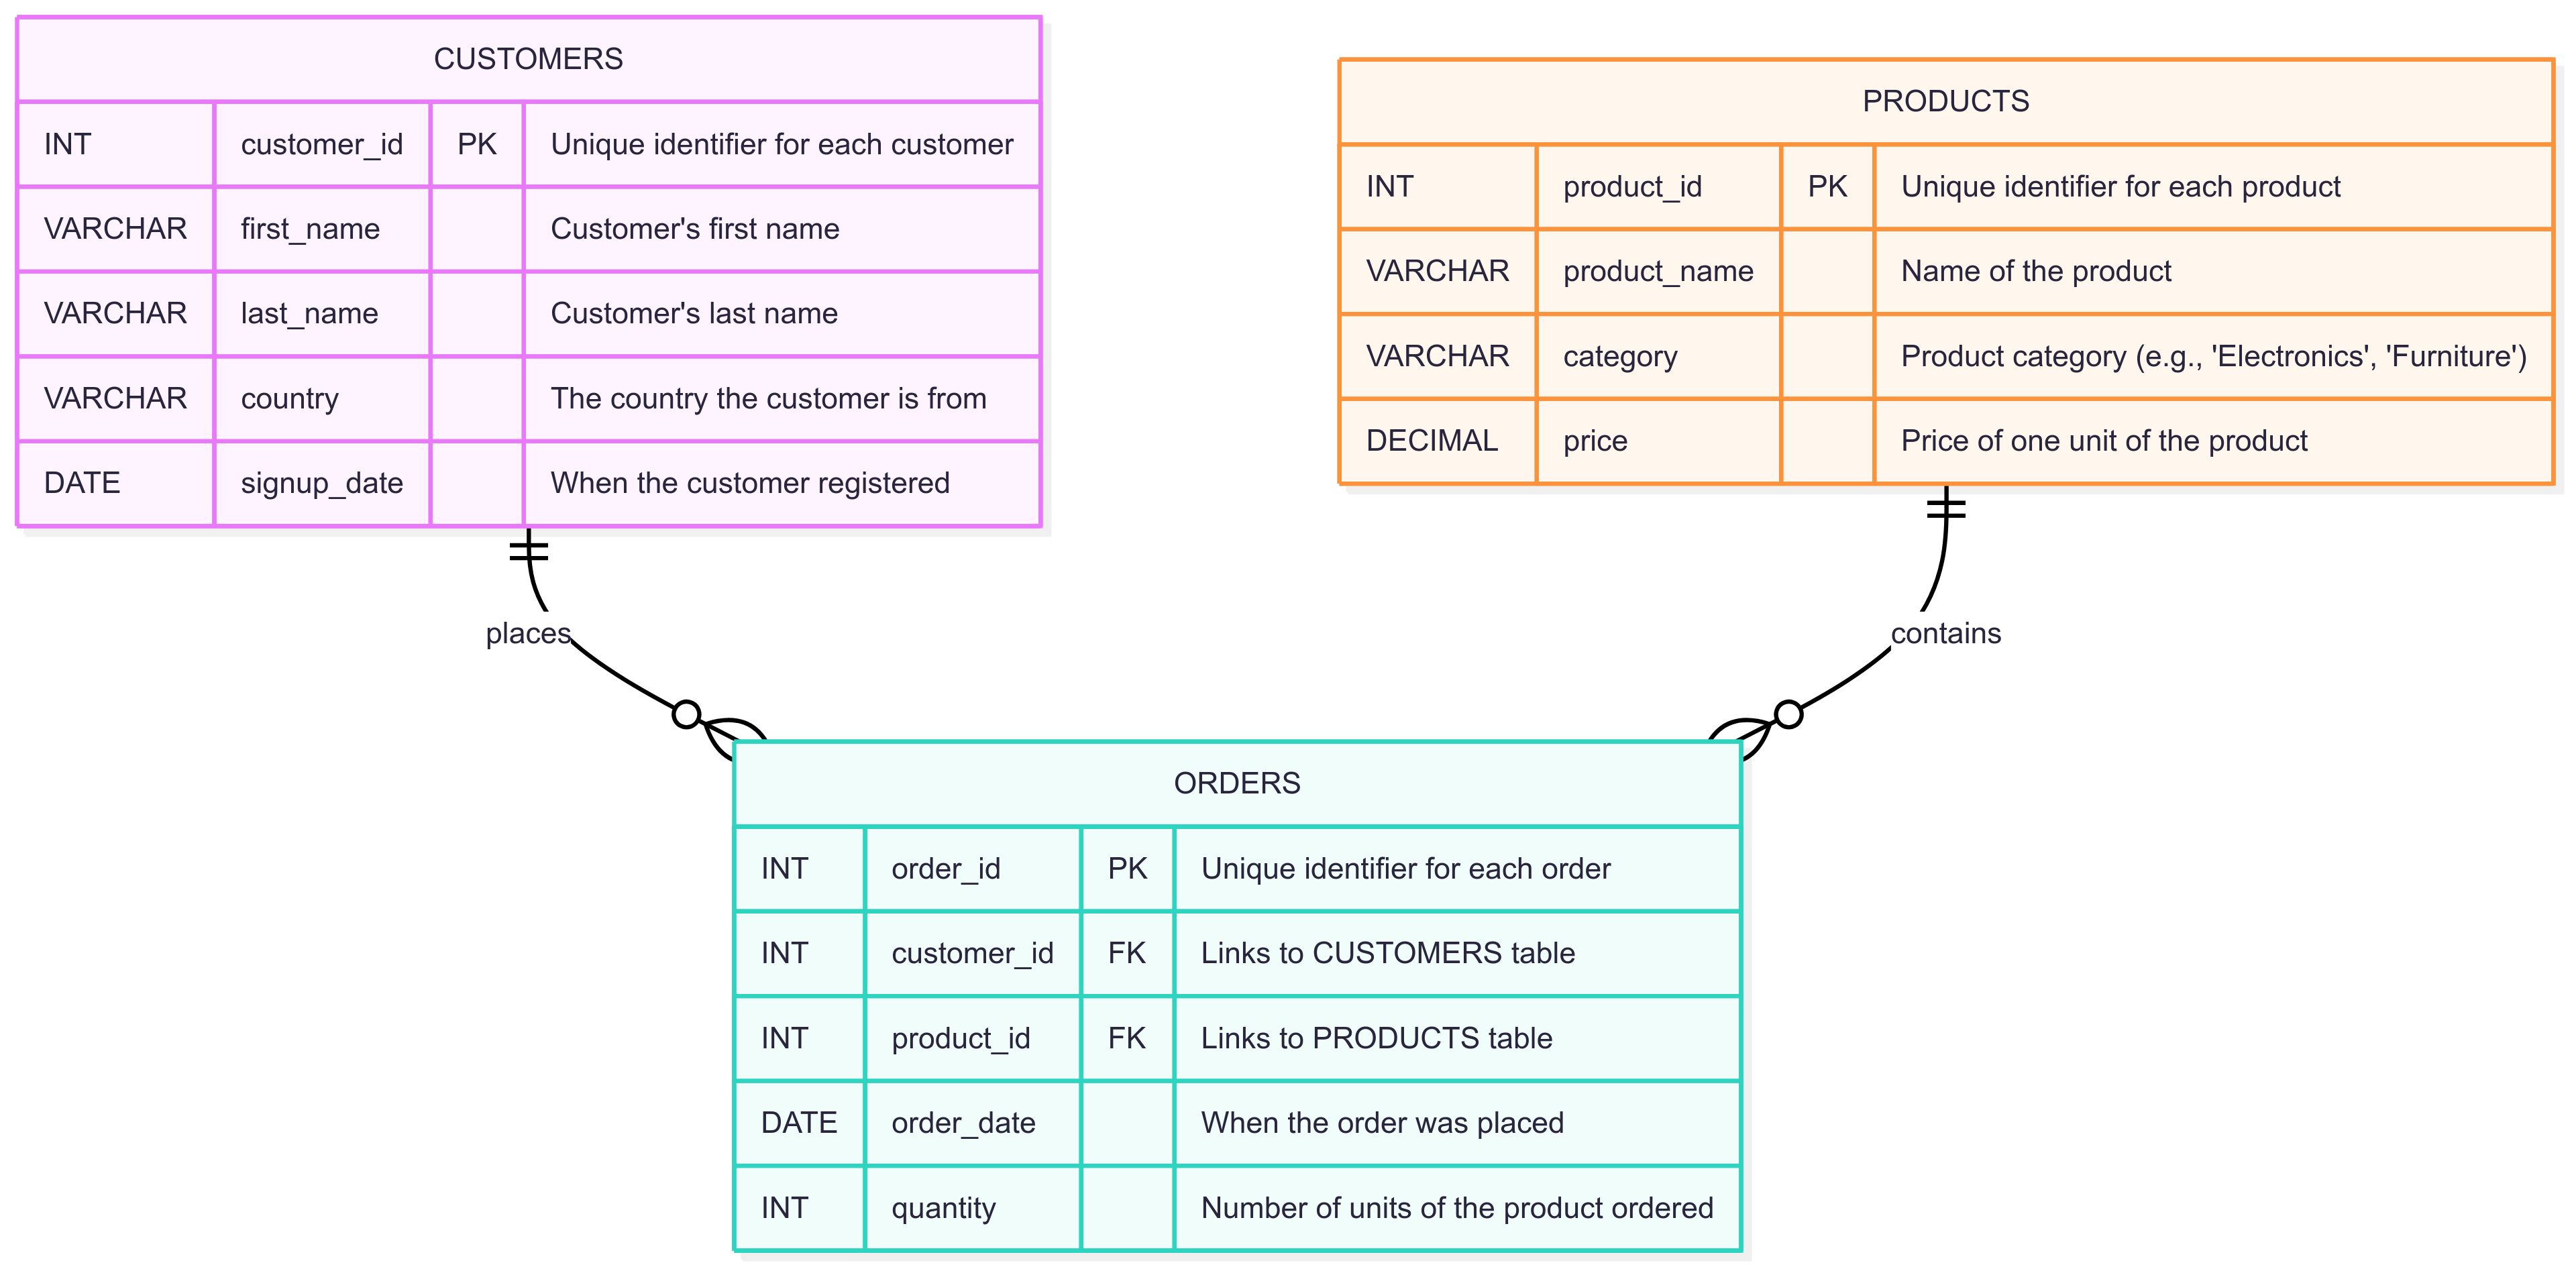 CUSTOMERS
INT customer_id PK Unique identifier for each customer
VARCHAR first_name Customer's first name
VARCHAR last_name Customer's last name
VARCHAR country The country the customer is from
DATE signup_date When the customer registered
PRODUCTS
INT product_id PK Unique identifier for each product
VARCHAR product_name Name of the product
VARCHAR category Product category (e.g., 'Electronics', 'Furniture')
DECIMAL price Price of one unit of the product
places
contains
ORDERS
INT order_id PK Unique identifier for each order
INT customer_id FK Links to CUSTOMERS table
INT product_id FK Links to PRODUCTS table
DATE order_date When the order was placed
INT quantity Number of units of the product ordered